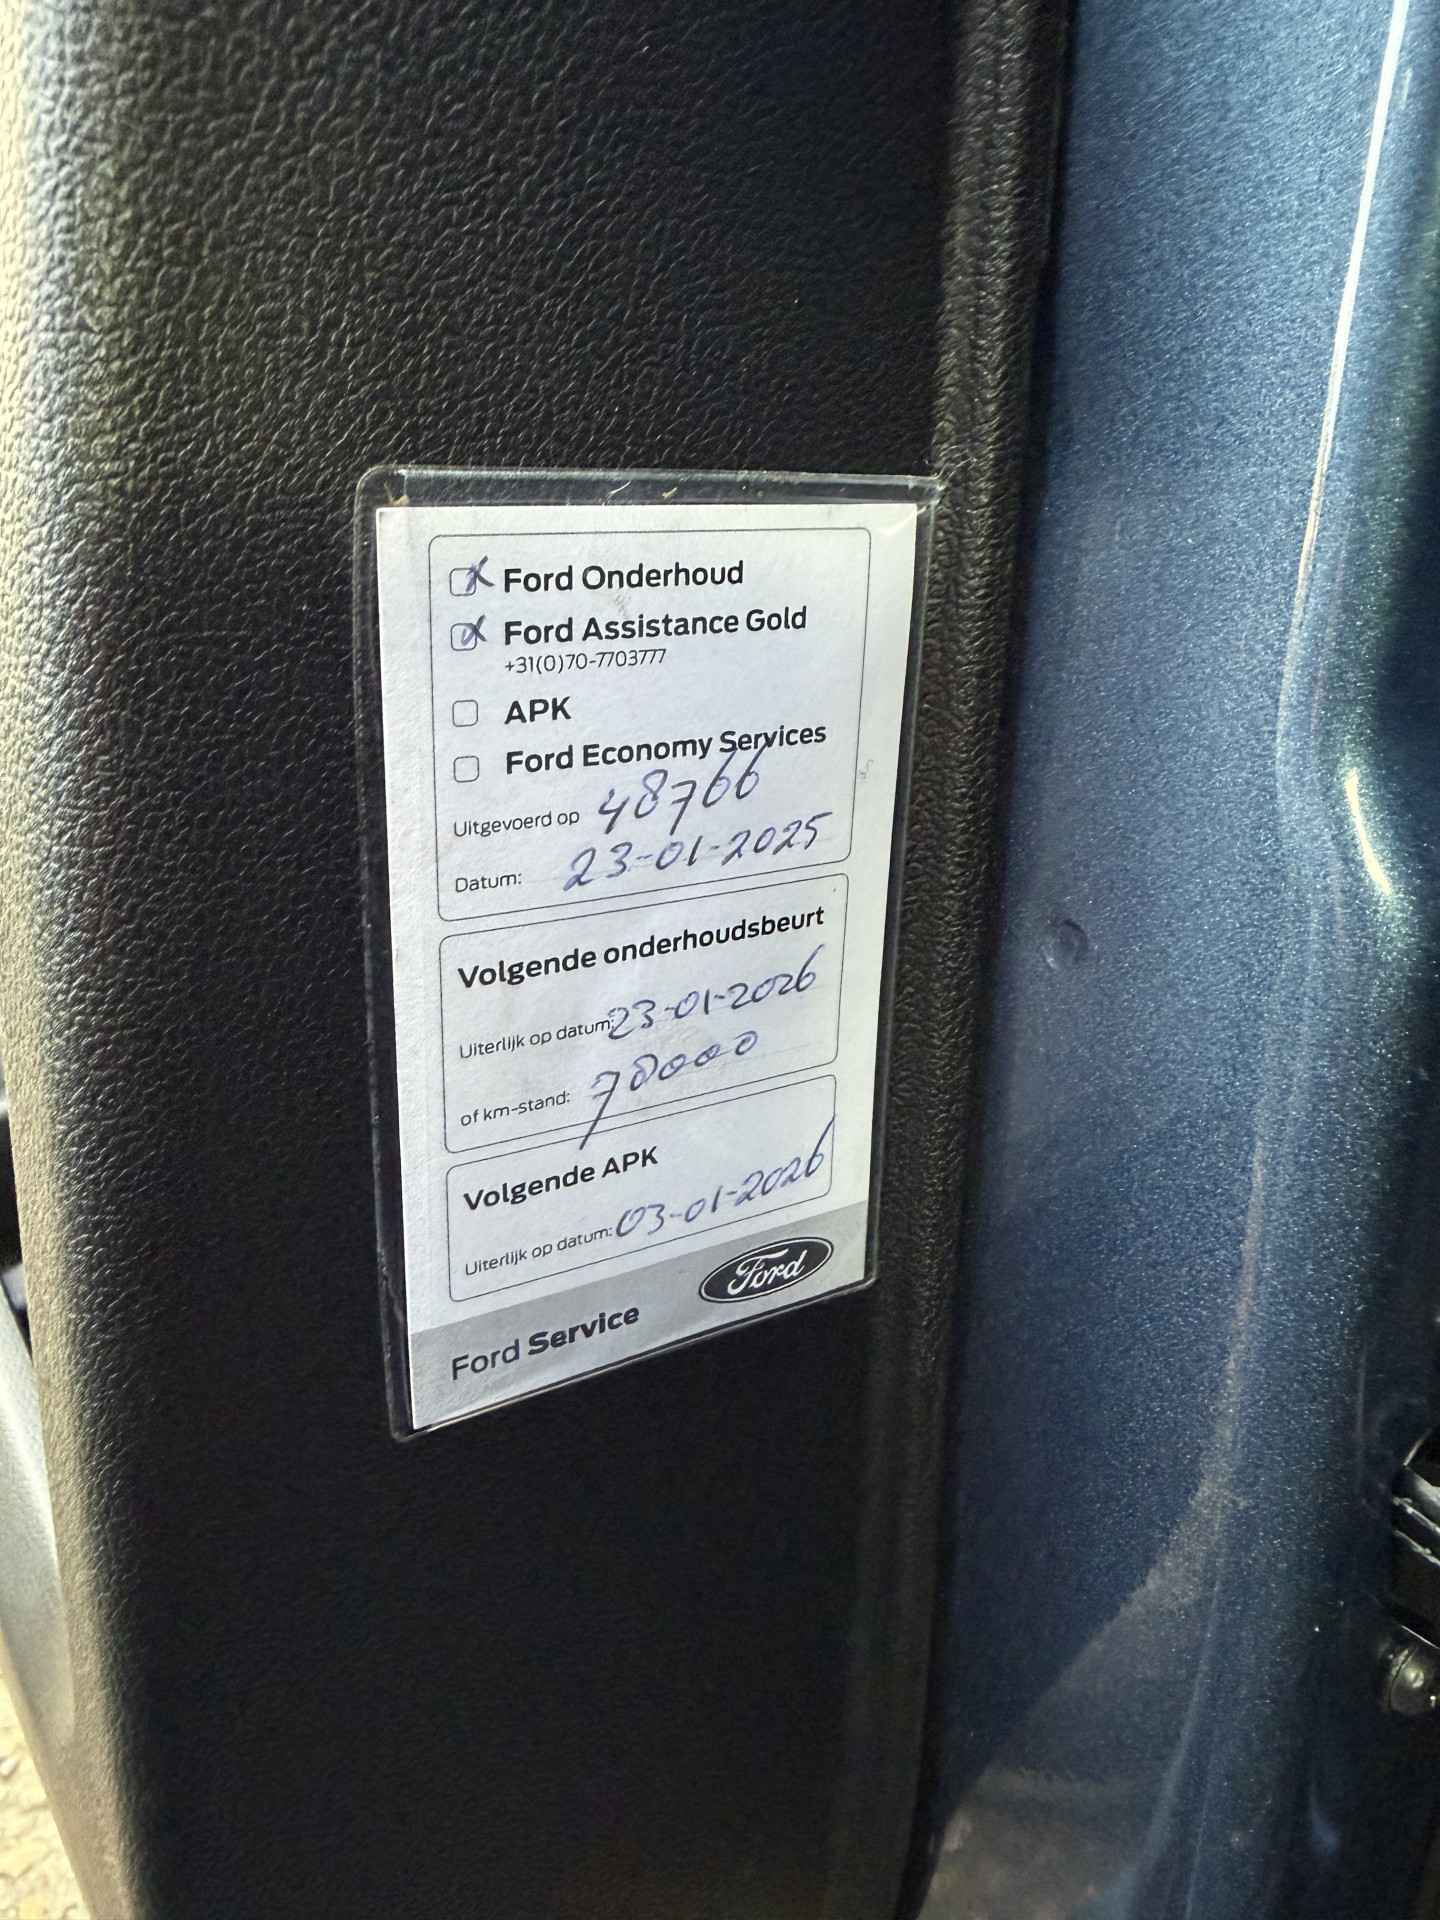 Ford Onderhoud
Ford Assistance Gold
+31(0)70-7703777
APK
Ford Economy Services
Uitgevoerd op 48766
Datum: 23-01-2025
Volgende onderhoudsbeurt
Uiterlijk op datum: 23-01-2026
of km-stand: 78000
Volgende APK
Uiterlijk op datum: 03-01-2026
Ford Service
Ford